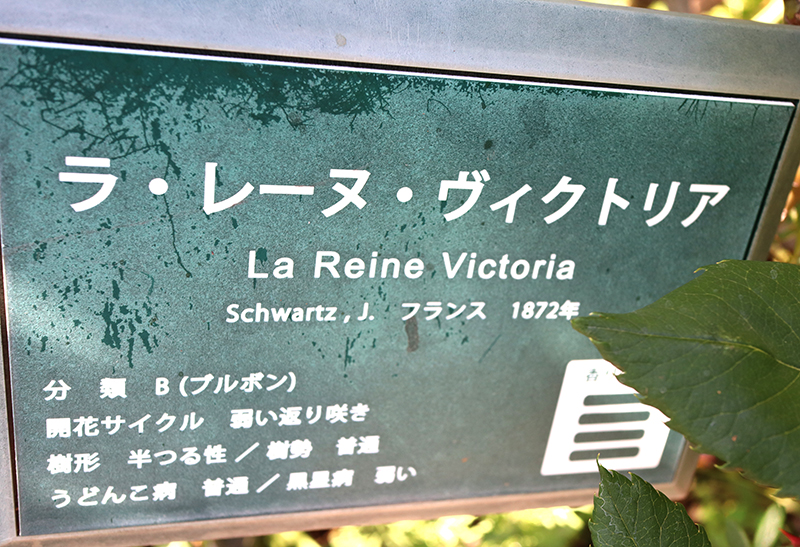 ラ・レーヌ・ヴィクトリア
La Reine Victoria
Schwartz , J.　フランス　1872年
分　類　B (ブルボン)
開花サイクル　弱い返り咲き
樹形　半つる性 ／ 樹勢　普通
うどんこ病　普通 ／ 黒星病　弱い